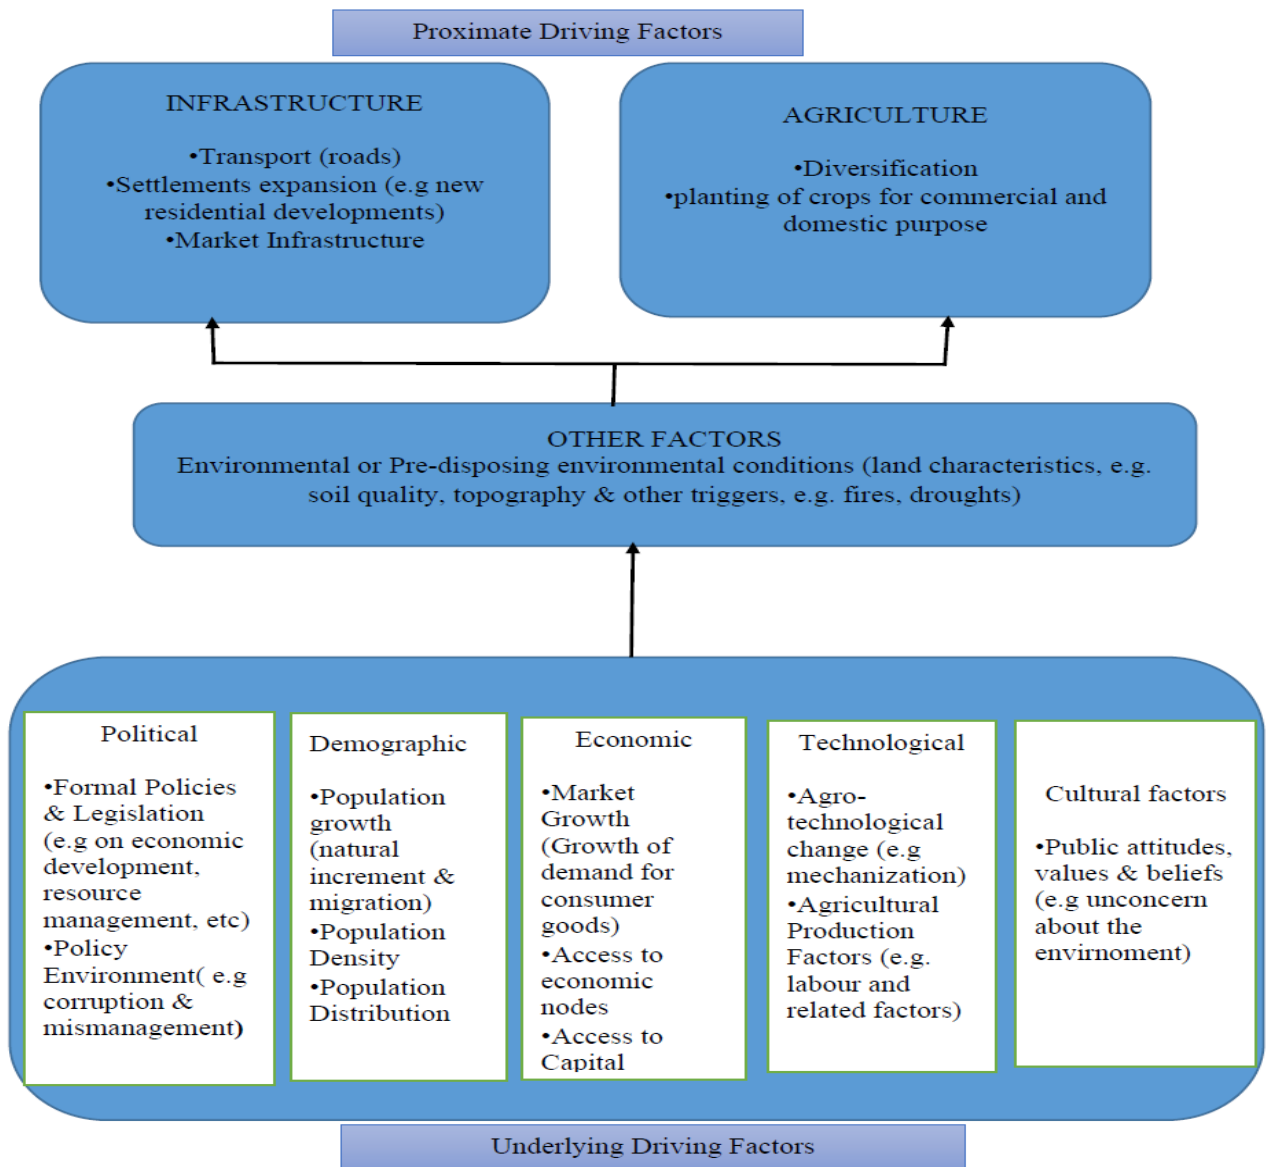 Proximate Driving Factors
INFRASTRUCTURE
•Transport (roads)
•Settlements expansion (e.g new
residential developments)
•Market Infrastructure
AGRICULTURE
•Diversification
•planting of crops for commercial and
domestic purpose
OTHER FACTORS
Environmental or Pre-disposing environmental conditions (land characteristics, e.g.
soil quality, topography & other triggers, e.g. fires, droughts)
Political
•Formal Policies
& Legislation
(e.g on economic
development,
resource
management, etc)
•Policy
Environment( e.g
corruption &
mismanagement)
Demographic
•Population
growth
(natural
increment &
migration)
•Population
Density
•Population
Distribution
Economic
•Market
Growth
(Growth of
demand for
consumer
goods)
•Access to
economic
nodes
•Access to
Capital
Technological
•Agro-
technological
change (e.g
mechanization)
•Agricultural
Production
Factors (e.g.
labour and
related factors)
Cultural factors
•Public attitudes,
values & beliefs
(e.g unconcern
about the
envirnoment)
Underlying Driving Factors